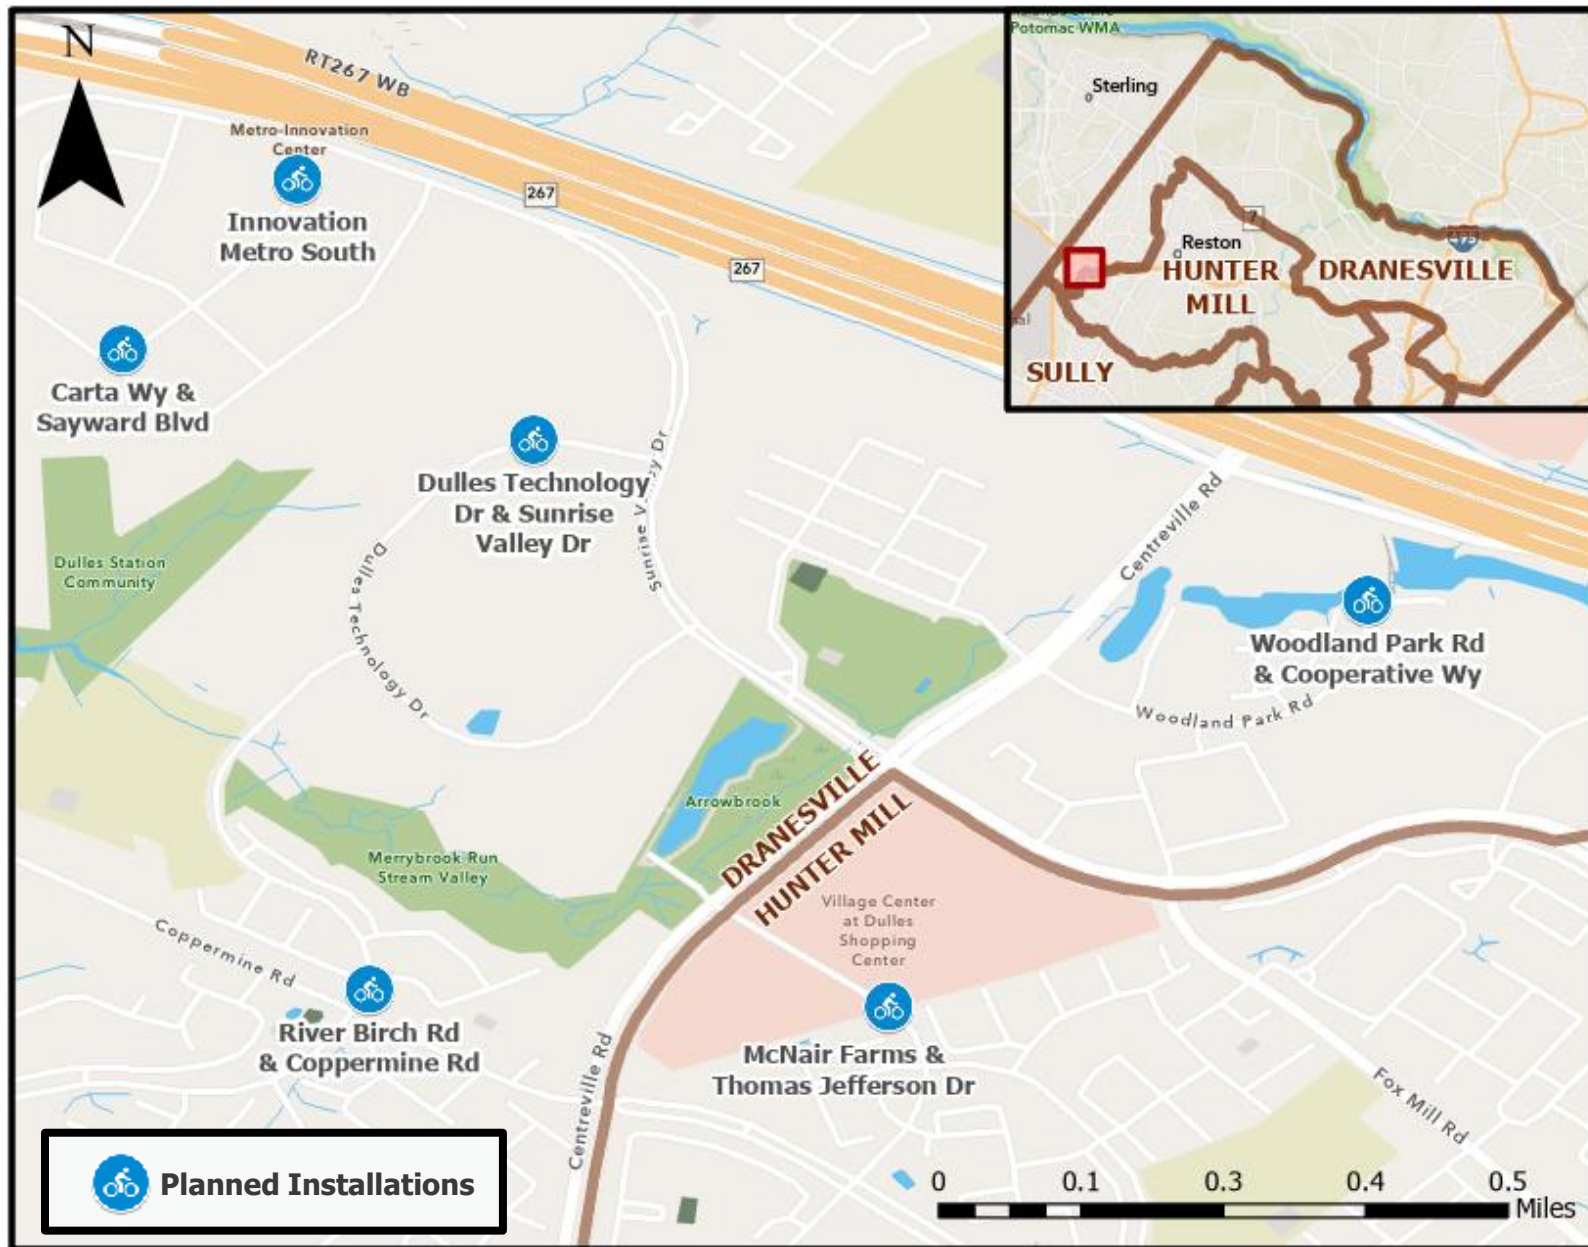 N
RT267 WB
Metro-Innovation
Center
Innovation
Metro South
267
267
Carta Wy &
Sayward Blvd
Dulles Technology
Dr & Sunrise
Valley Dr
Sunrise Valley Dr
Dulles Technology Dr
Dulles Station
Community
Centreville Rd
Woodland Park Rd
& Cooperative Wy
Woodland Park Rd
Arrowbrook
DRANESVILLE
HUNTER MILL
Merrybrook Run
Stream Valley
Village Center
at Dulles
Shopping
Center
Coppermine Rd
River Birch Rd
& Coppermine Rd
McNair Farms &
Thomas Jefferson Dr
Centreville Rd
Fox Mill Rd
Planned Installations
0 0.1 0.3 0.4 0.5
Miles
Potomac WMA
Sterling
7
Reston
HUNTER
MILL
DRANESVILLE
SULLY